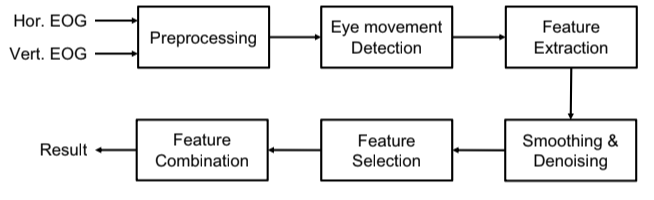 Hor. EOG
Vert. EOG
Preprocessing
Eye movement
Detection
Feature
Extraction
Smoothing &
Denoising
Feature
Selection
Feature
Combination
Result